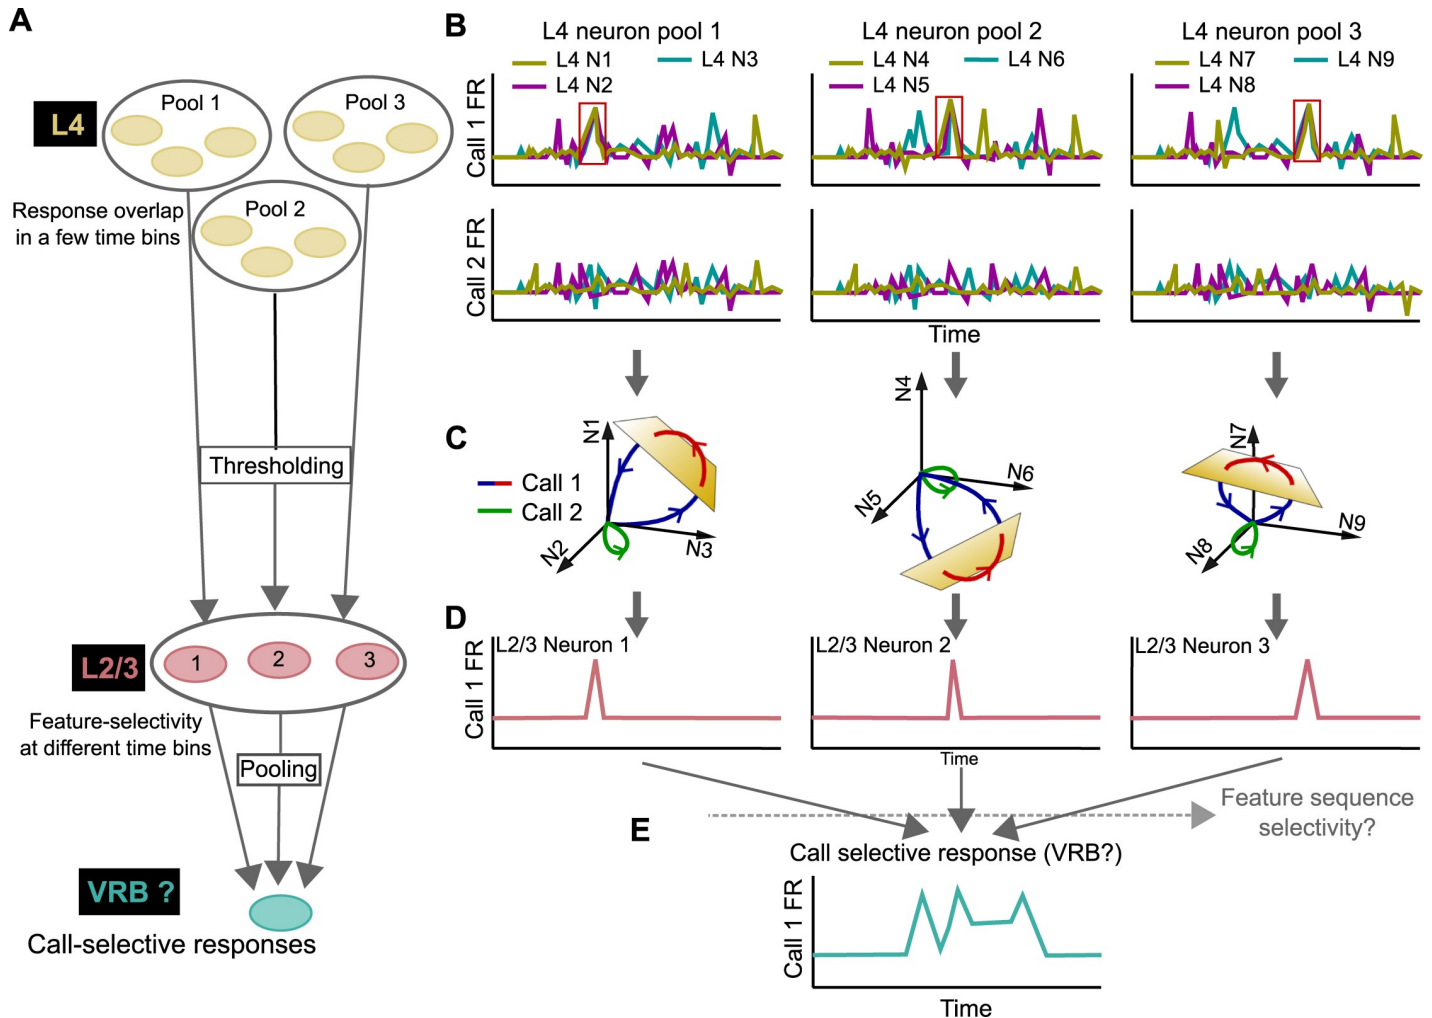 A
L4
Pool 1
Pool 3
Pool 2
Response overlap
in a few time bins
Thresholding
L2/3
1
2
3
Feature-selectivity
at different time bins
Pooling
VRB ?
Call-selective responses
B
L4 neuron pool 1
L4 N1
L4 N3
L4 N2
L4 neuron pool 2
L4 N4
L4 N6
L4 N5
L4 neuron pool 3
L4 N7
L4 N9
L4 N8
Call 1 FR
Call 2 FR
Time
C
Call 1
Call 2
N1
N2
N3
N4
N5
N6
N7
N8
N9
D
L2/3 Neuron 1
L2/3 Neuron 2
L2/3 Neuron 3
Call 1 FR
Time
Feature sequence
selectivity?
E
Call selective response (VRB?)
Call 1 FR
Time